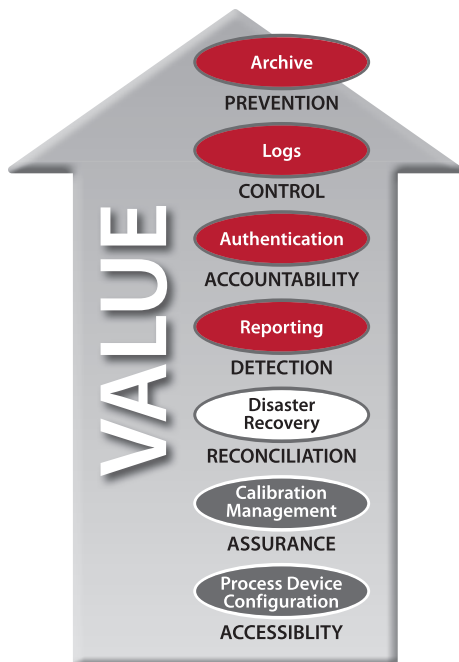 Archive
PREVENTION
Logs
CONTROL
Authentication
ACCOUNTABILITY
Reporting
DETECTION
Disaster
Recovery
RECONCILIATION
Calibration
Management
ASSURANCE
Process Device
Configuration
ACCESSIBLITY
VALUE